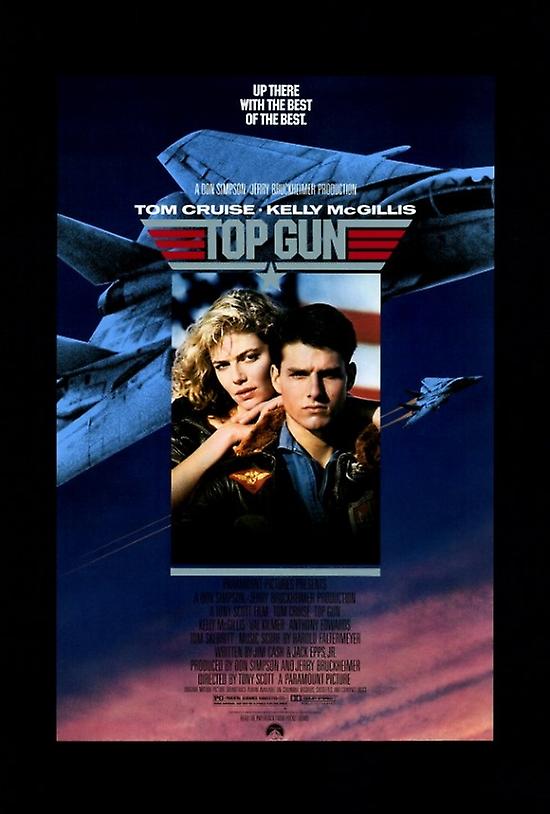 UP THERE
WITH THE BEST
OF THE BEST.
A DON SIMPSON/JERRY BRUCKHEIMER PRODUCTION
TOM CRUISE • KELLY McGILLIS
TOP GUN
PARAMOUNT PICTURES PRESENTS
A DON SIMPSON/JERRY BRUCKHEIMER PRODUCTION
A TONY SCOTT FILM TOM CRUISE TOP GUN
KELLY McGILLIS VAL KILMER ANTHONY EDWARDS
TOM SKERRITT MUSIC SCORE BY HAROLD FALTERMEYER
WRITTEN BY JIM CASH & JACK EPPS, JR.
PRODUCED BY DON SIMPSON AND JERRY BRUCKHEIMER
DIRECTED BY TONY SCOTT A PARAMOUNT PICTURE
PG